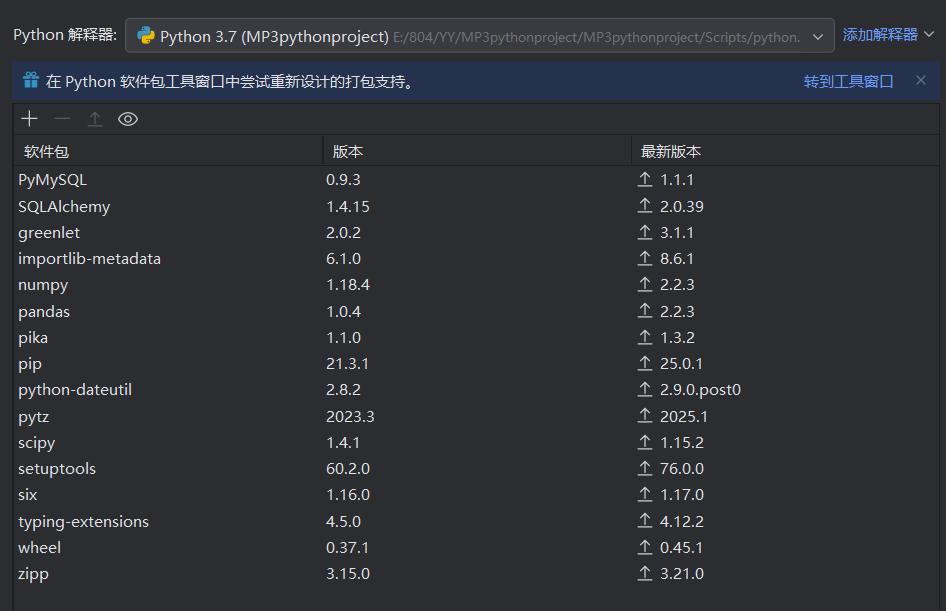 Python 解释器: Python 3.7 (MP3pythonproject) E:/804/YY/MP3pythonproject/MP3pythonproject/Scripts/python. 添加解释器
在 Python 软件包工具窗口中尝试重新设计的打包支持。 转到工具窗口
软件包 版本 最新版本
PyMySQL 0.9.3 1.1.1
SQLAlchemy 1.4.15 2.0.39
greenlet 2.0.2 3.1.1
importlib-metadata 6.1.0 8.6.1
numpy 1.18.4 2.2.3
pandas 1.0.4 2.2.3
pika 1.1.0 1.3.2
pip 21.3.1 25.0.1
python-dateutil 2.8.2 2.9.0.post0
pytz 2023.3 2025.1
scipy 1.4.1 1.15.2
setuptools 60.2.0 76.0.0
six 1.16.0 1.17.0
typing-extensions 4.5.0 4.12.2
wheel 0.37.1 0.45.1
zipp 3.15.0 3.21.0